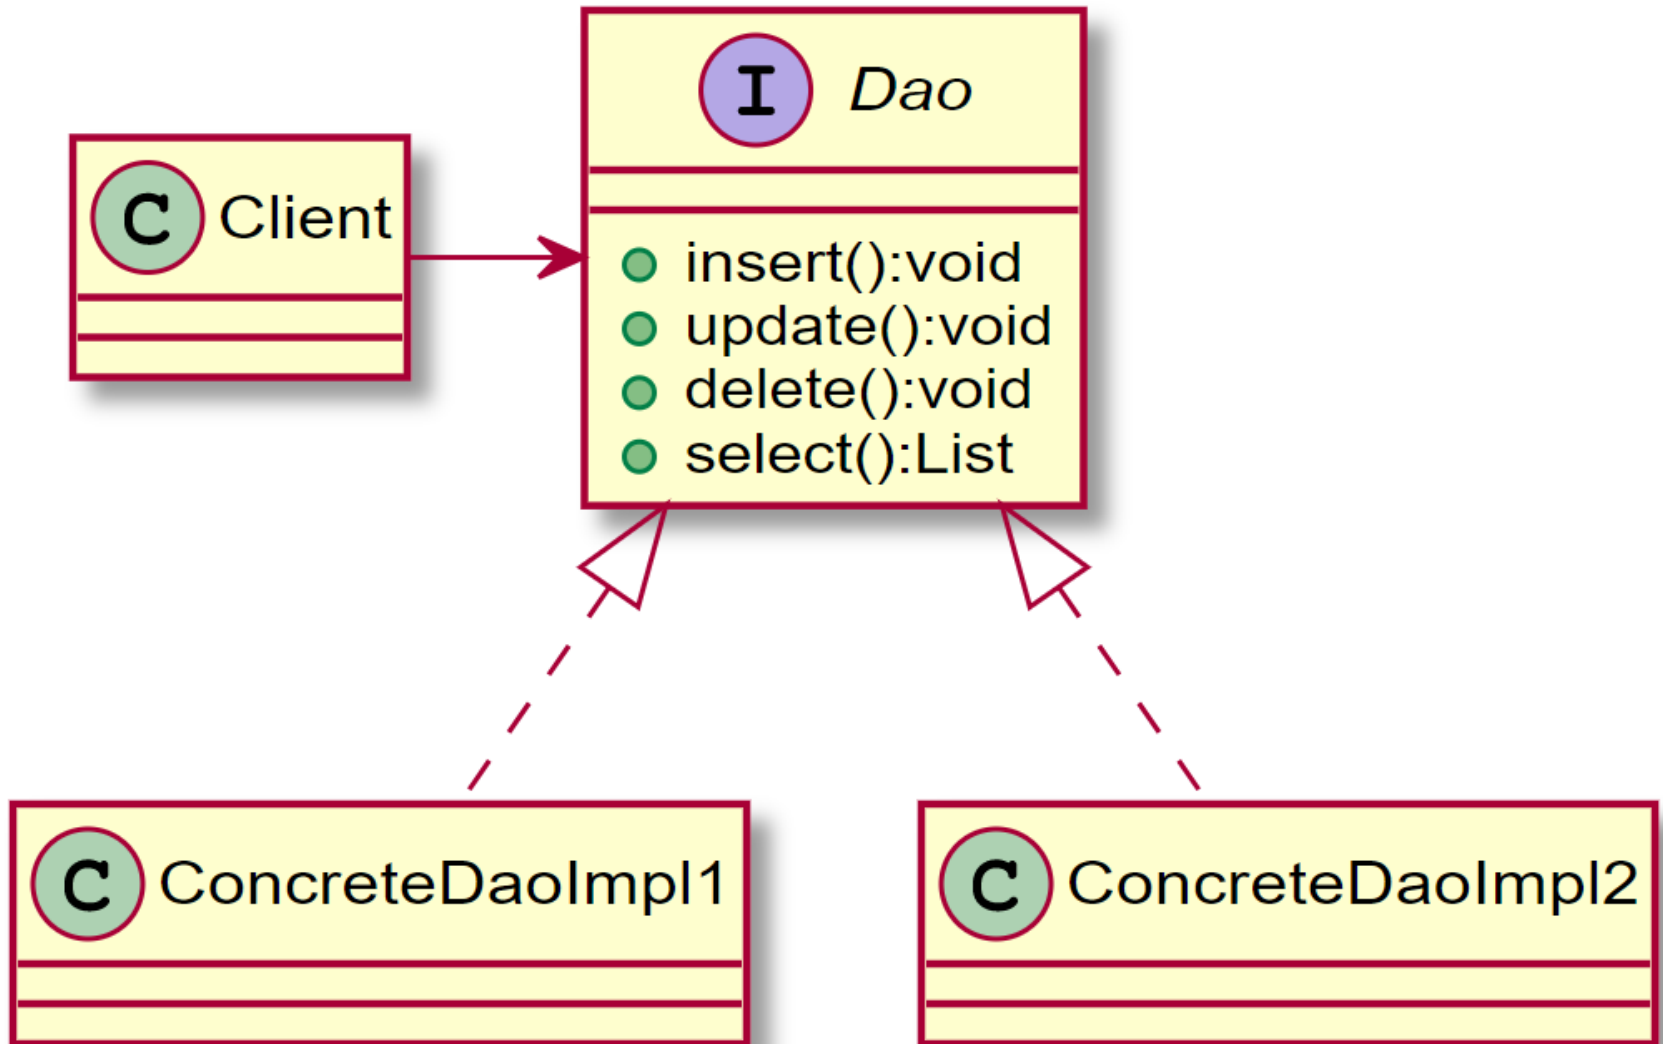 I Dao
C Client
insert():void
update():void
delete():void
select():List
C ConcreteDaoImpl1
C ConcreteDaoImpl2